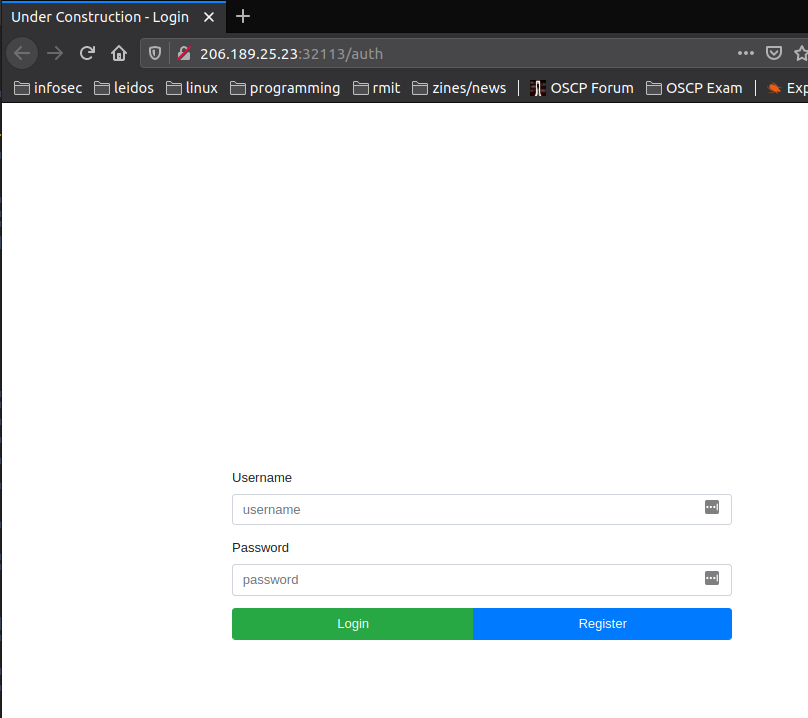 Under Construction - Login
206.189.25.23:32113/auth
infosec leidos linux programming rmit zines/news OSCP Forum OSCP Exam Exp
Username
username
Password
password
Login Register